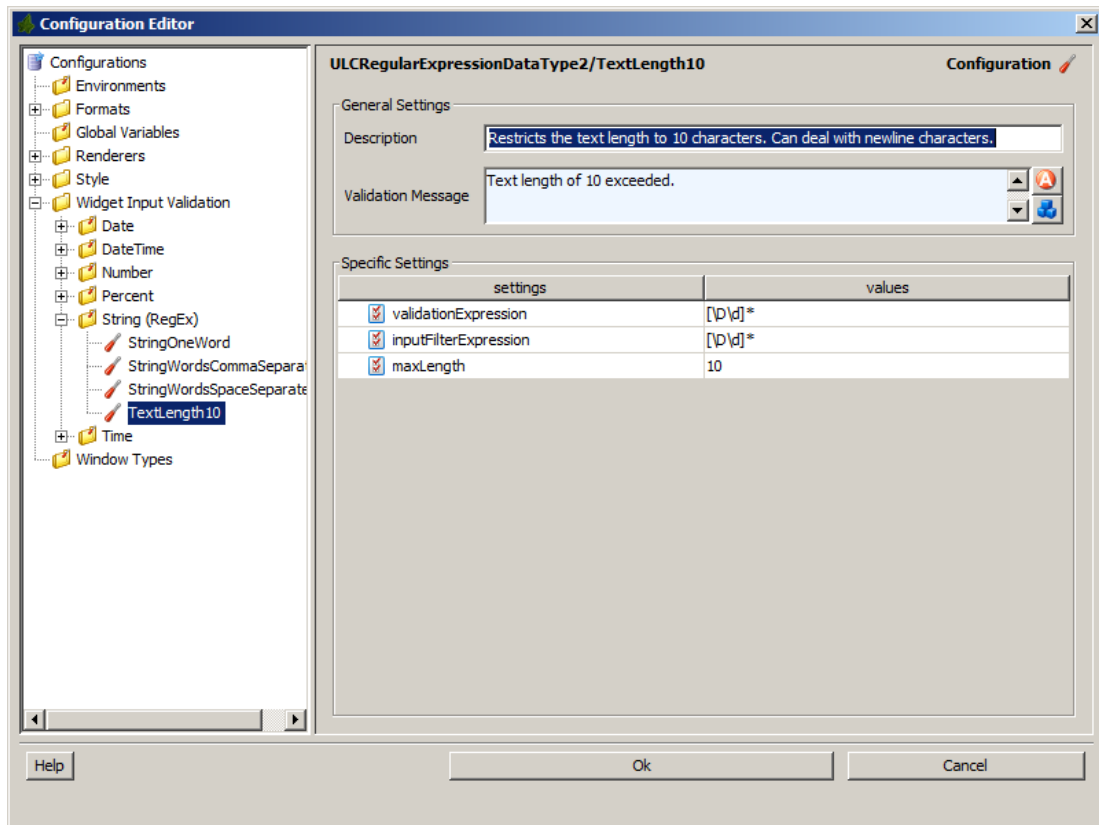 Configuration Editor
Configurations
Environments
Formats
Global Variables
Renderers
Style
Widget Input Validation
Date
DateTime
Number
Percent
String (RegEx)
StringOneWord
StringWordsCommaSeparat
StringWordsSpaceSeparate
TextLength10
Time
Window Types
ULCRegularExpressionDataType2/TextLength10 Configuration
General Settings
Description Restricts the text length to 10 characters. Can deal with newline characters.
Validation Message Text length of 10 exceeded.
Specific Settings
settings values
validationExpression [\D\d]*
inputFilterExpression [\D\d]*
maxLength 10
Help Ok Cancel